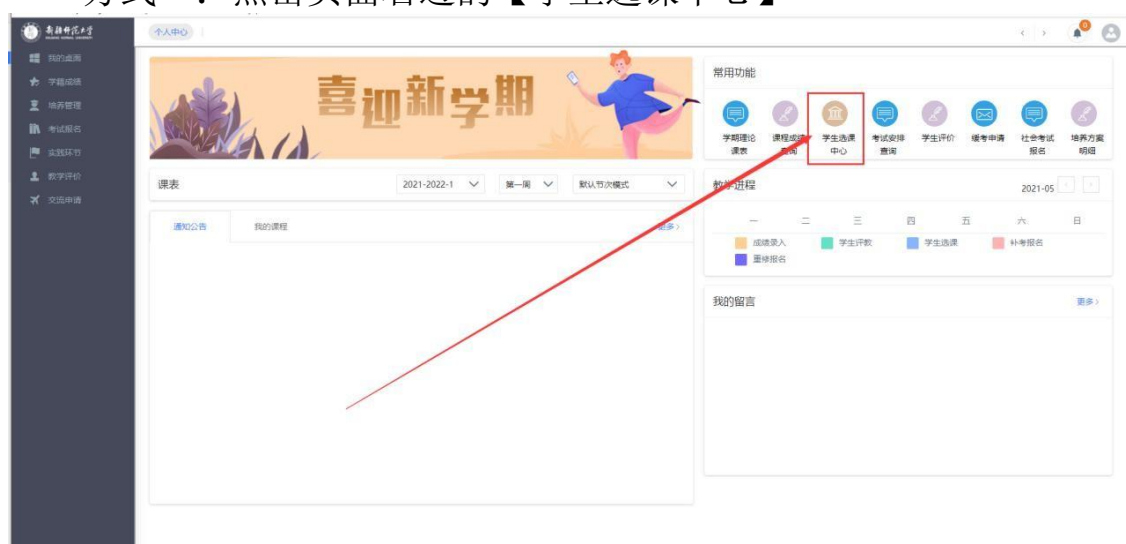 点击页面右边的【学生选课中心】
新疆师范大学
个人中心
0
我的桌面
学籍成绩
培养管理
考试报名
实践环节
教学评价
交流申请
喜迎新学期
常用功能
学期理论课表
课程成绩查询
学生选课中心
考试安排查询
学生评价
缓考申请
社会考试报名
培养方案明细
课表
2021-2022-1
第一周
默认节次模式
教学进程
2021-05
一 二 三 四 五 六 日
成绩录入 学生评教 学生选课 补考报名
重修报名
通知公告 我的课程 更多
我的留言 更多